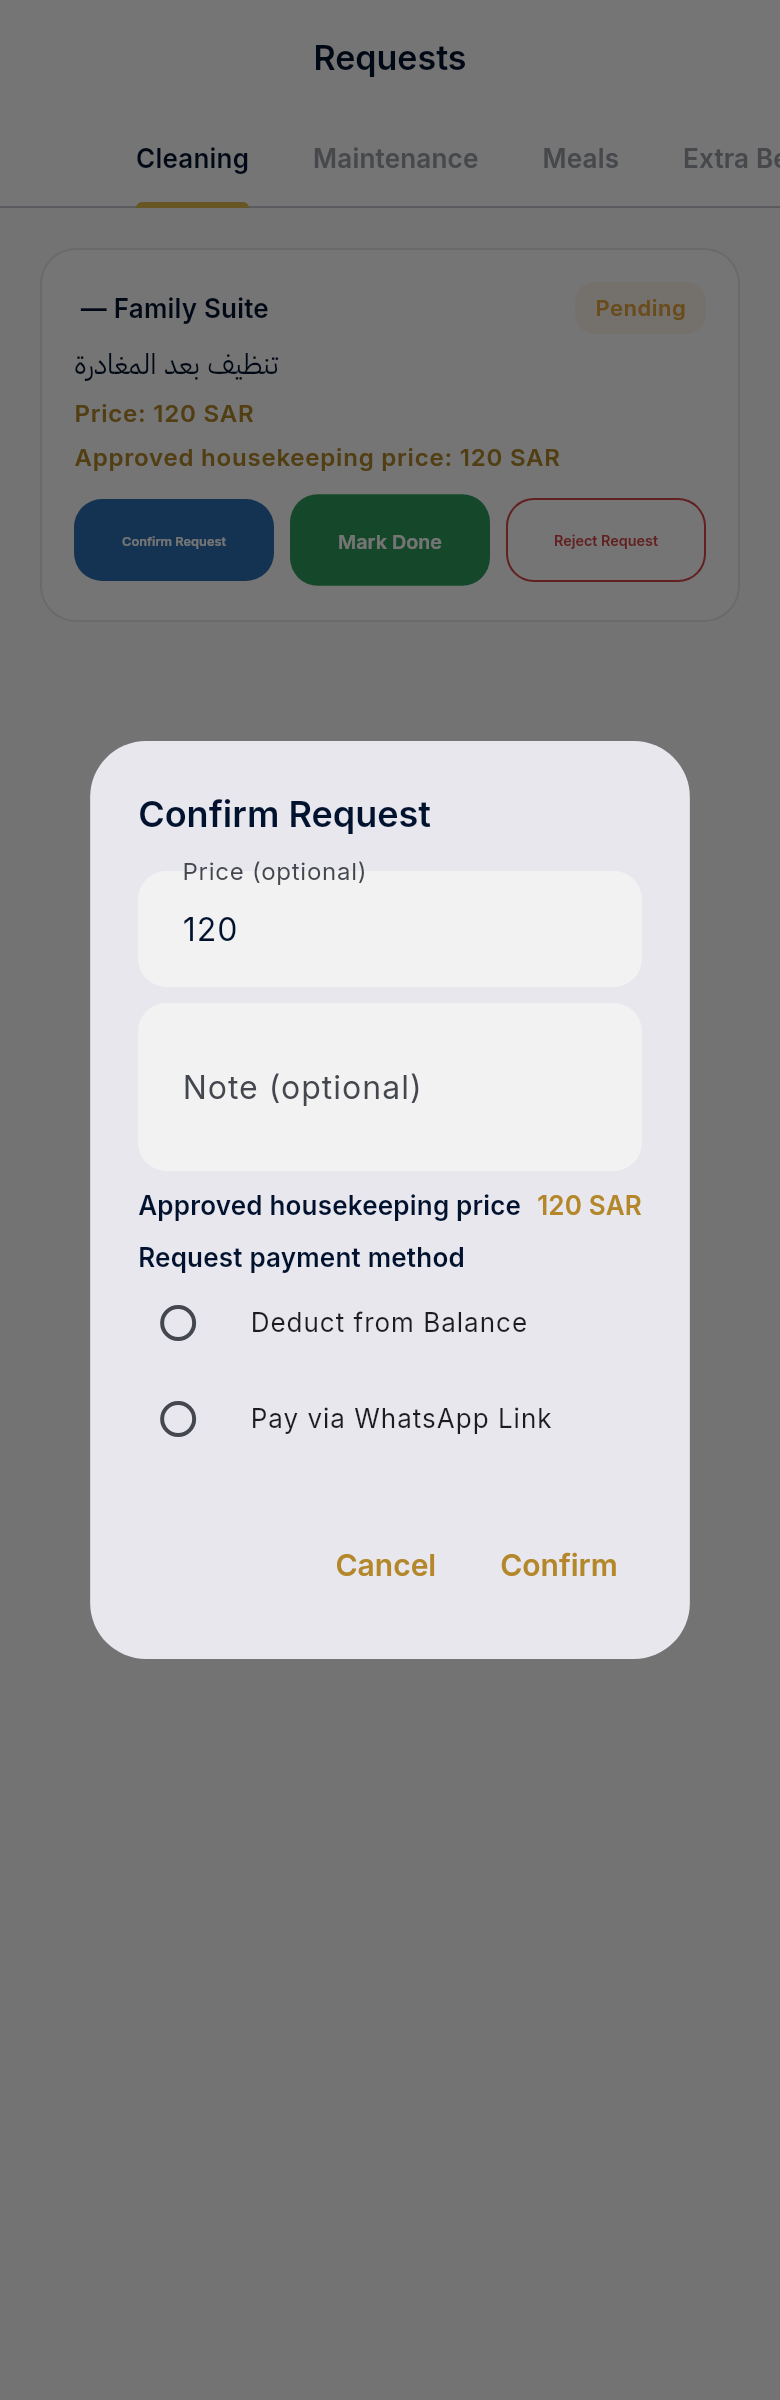 Requests
Cleaning Maintenance Meals Extra Be
— Family Suite Pending
تنظيف بعد المغادرة
Price: 120 SAR
Approved housekeeping price: 120 SAR
Confirm Request Mark Done Reject Request
Confirm Request
Price (optional)
120
Note (optional)
Approved housekeeping price 120 SAR
Request payment method
Deduct from Balance
Pay via WhatsApp Link
Cancel Confirm